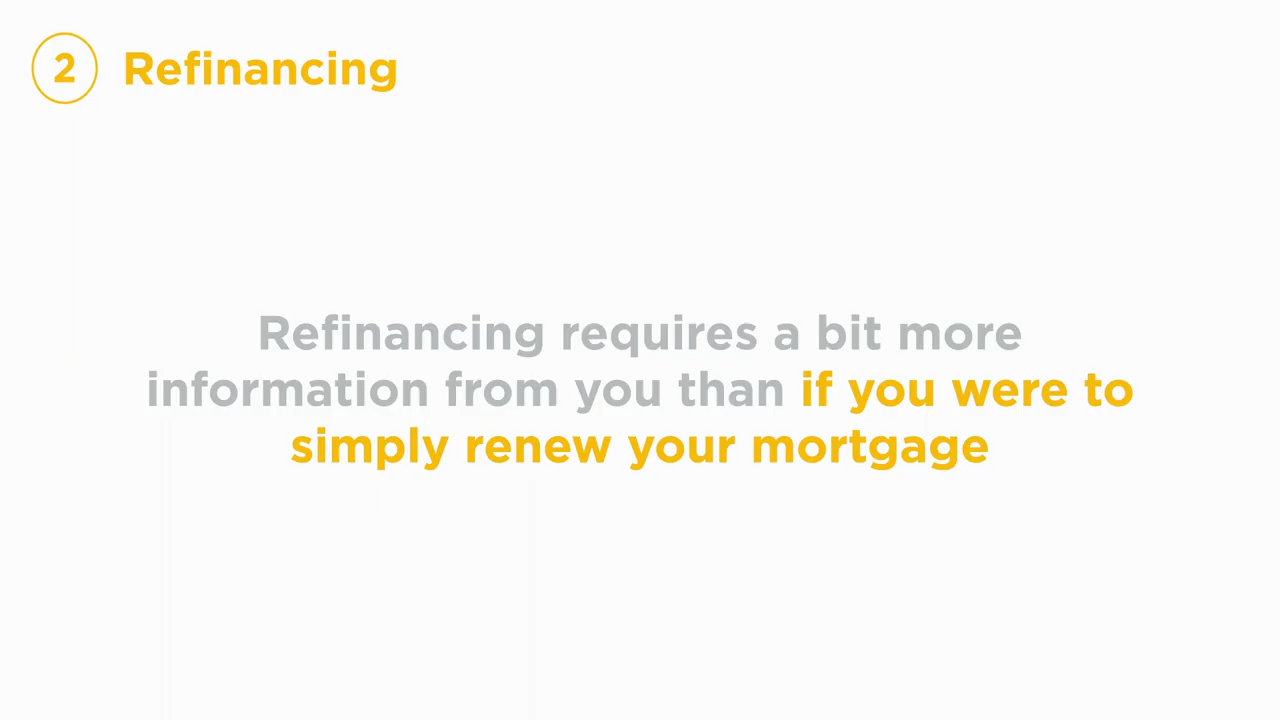 2 Refinancing
Refinancing requires a bit more
information from you than if you were to
simply renew your mortgage